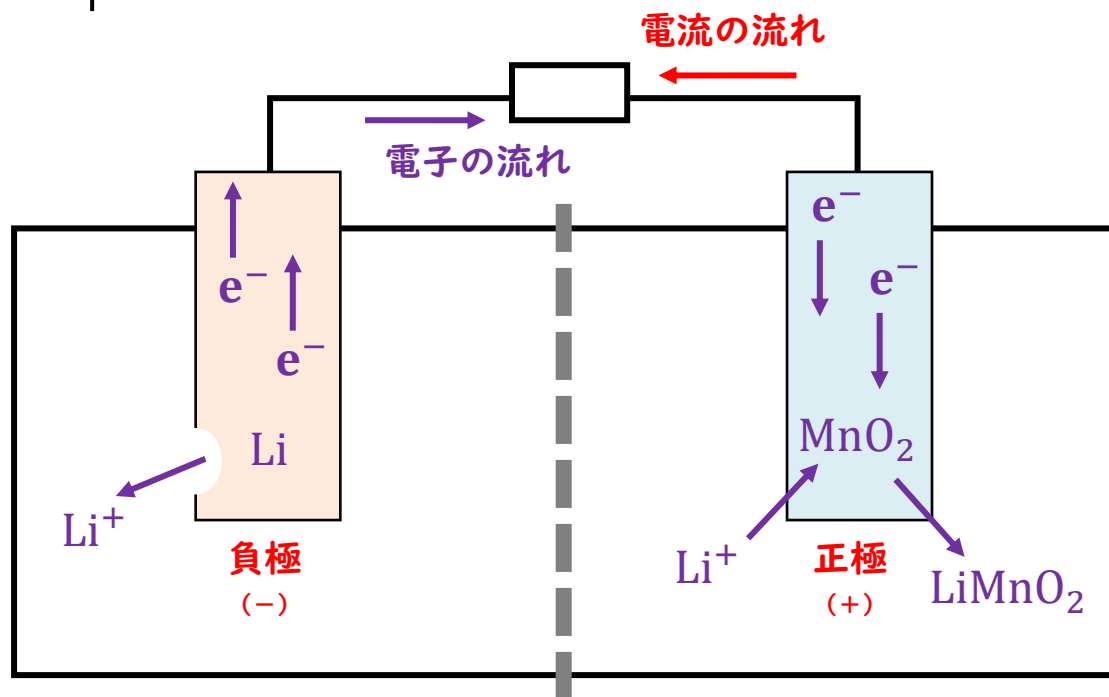 電流の流れ
電子の流れ
e⁻
e⁻
Li
Li⁺
負極
(−)
e⁻
e⁻
MnO₂
Li⁺
正極
(+)
LiMnO₂